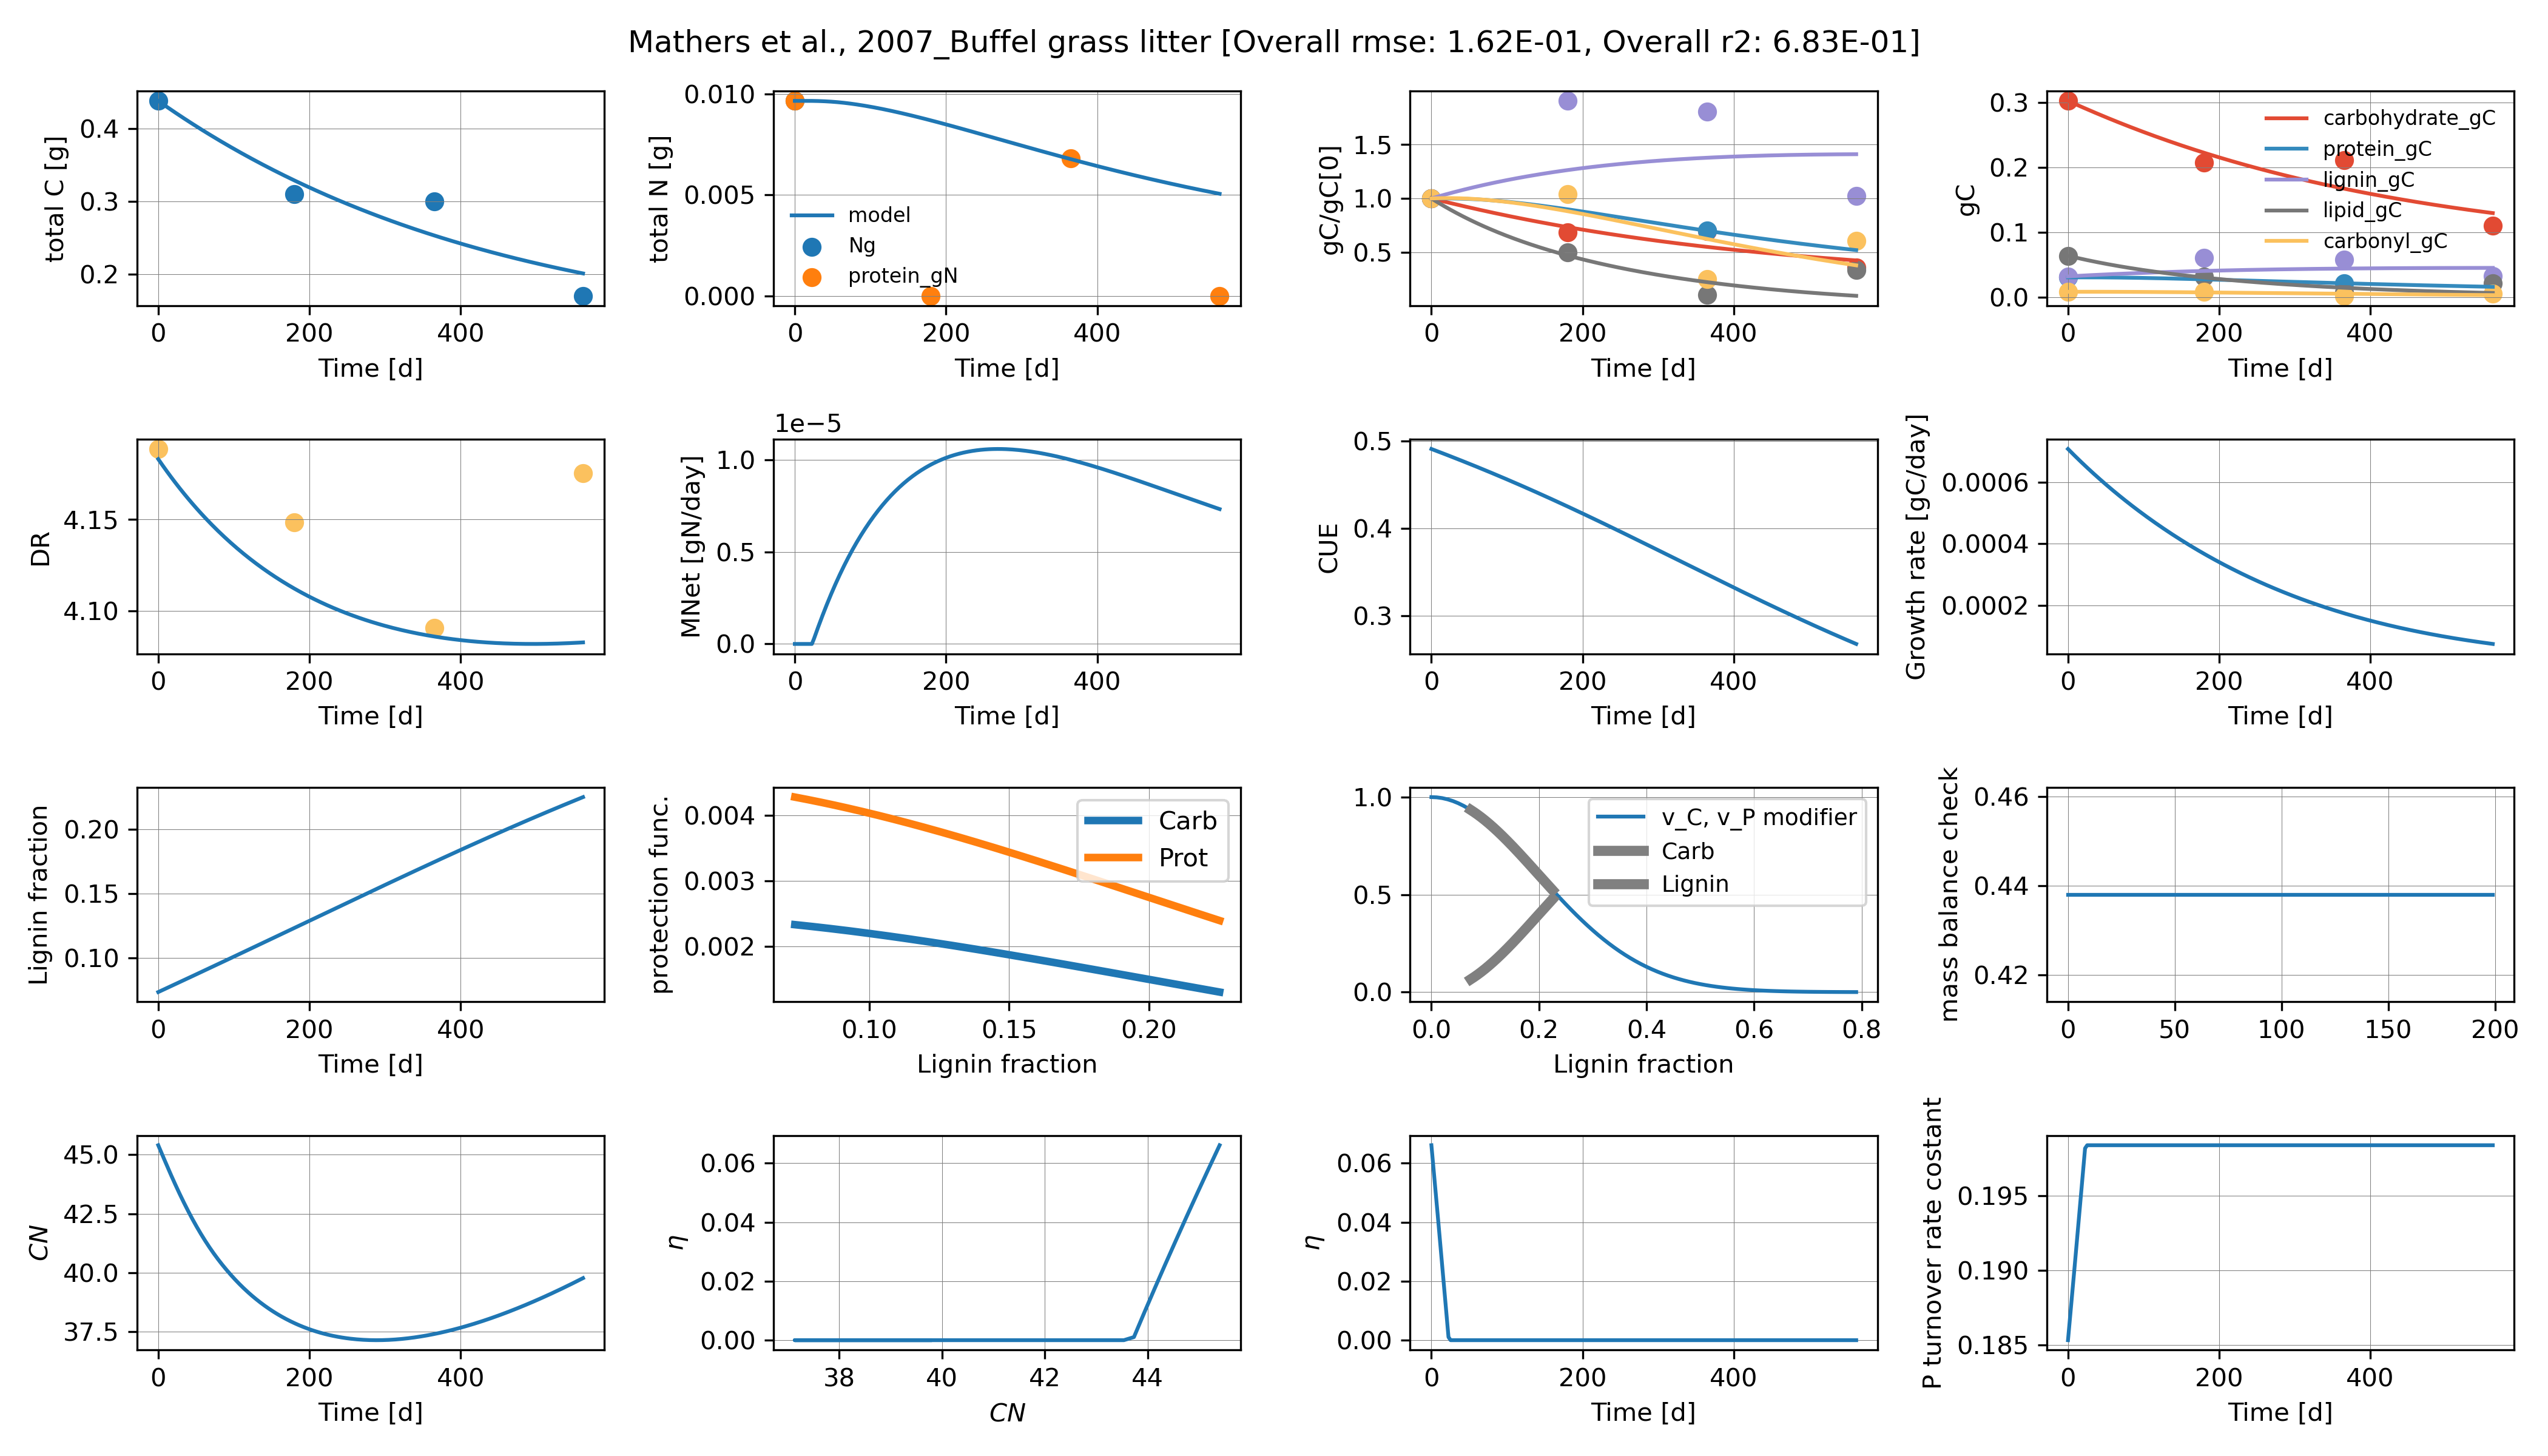 Mathers et al., 2007_Buffel grass litter [Overall rmse: 1.62E-01, Overall r2: 6.83E-01]
total C [g]
0.4
0.3
0.2
0 200 400
Time [d]
total N [g]
0.010
0.005
0.000
model
Ng
protein_gN
0 200 400
Time [d]
gC/gC[0]
1.5
1.0
0.5
0 200 400
Time [d]
gC
0.3
0.2
0.1
0.0
carbohydrate_gC
protein_gC
lignin_gC
lipid_gC
carbonyl_gC
0 200 400
Time [d]
DR
4.15
4.10
0 200 400
Time [d]
1e−5
MNet [gN/day]
1.0
0.5
0.0
0 200 400
Time [d]
CUE
0.5
0.4
0.3
0 200 400
Time [d]
Growth rate [gC/day]
0.0006
0.0004
0.0002
0 200 400
Time [d]
Lignin fraction
0.20
0.15
0.10
0 200 400
Time [d]
protection func.
0.004
0.003
0.002
Carb
Prot
0.10 0.15 0.20
Lignin fraction
1.0
0.5
0.0
v_C, v_P modifier
Carb
Lignin
0.0 0.2 0.4 0.6 0.8
Lignin fraction
mass balance check
0.46
0.44
0.42
0 50 100 150 200
CN
45.0
42.5
40.0
37.5
0 200 400
Time [d]
η
0.06
0.04
0.02
0.00
38 40 42 44
CN
η
0.06
0.04
0.02
0.00
0 200 400
Time [d]
P turnover rate costant
0.195
0.190
0.185
0 200 400
Time [d]